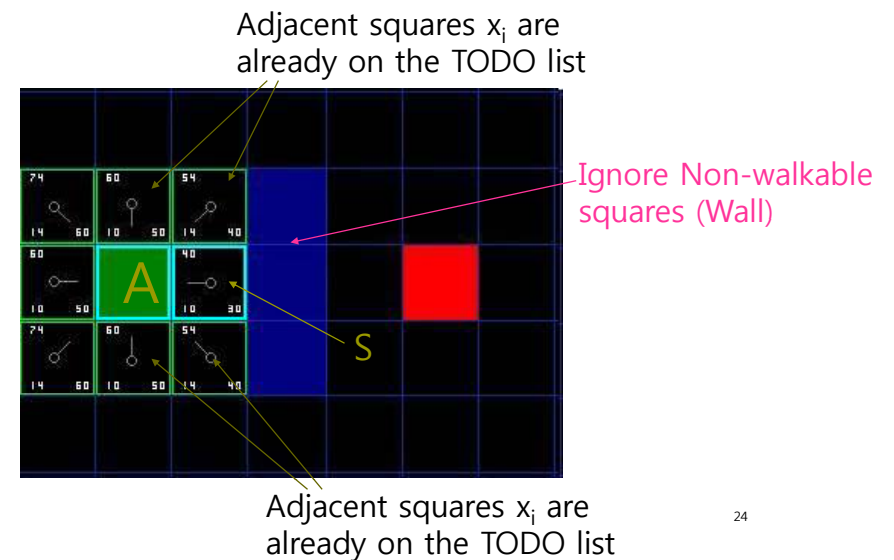 Adjacent squares xi are
already on the TODO list
Ignore Non-walkable
squares (Wall)
74 60 54
14 60 10 50 14 40
60 40
A
10 50 10 30
S
74 60 54
14 60 10 50 14 40
Adjacent squares xi are
already on the TODO list
24